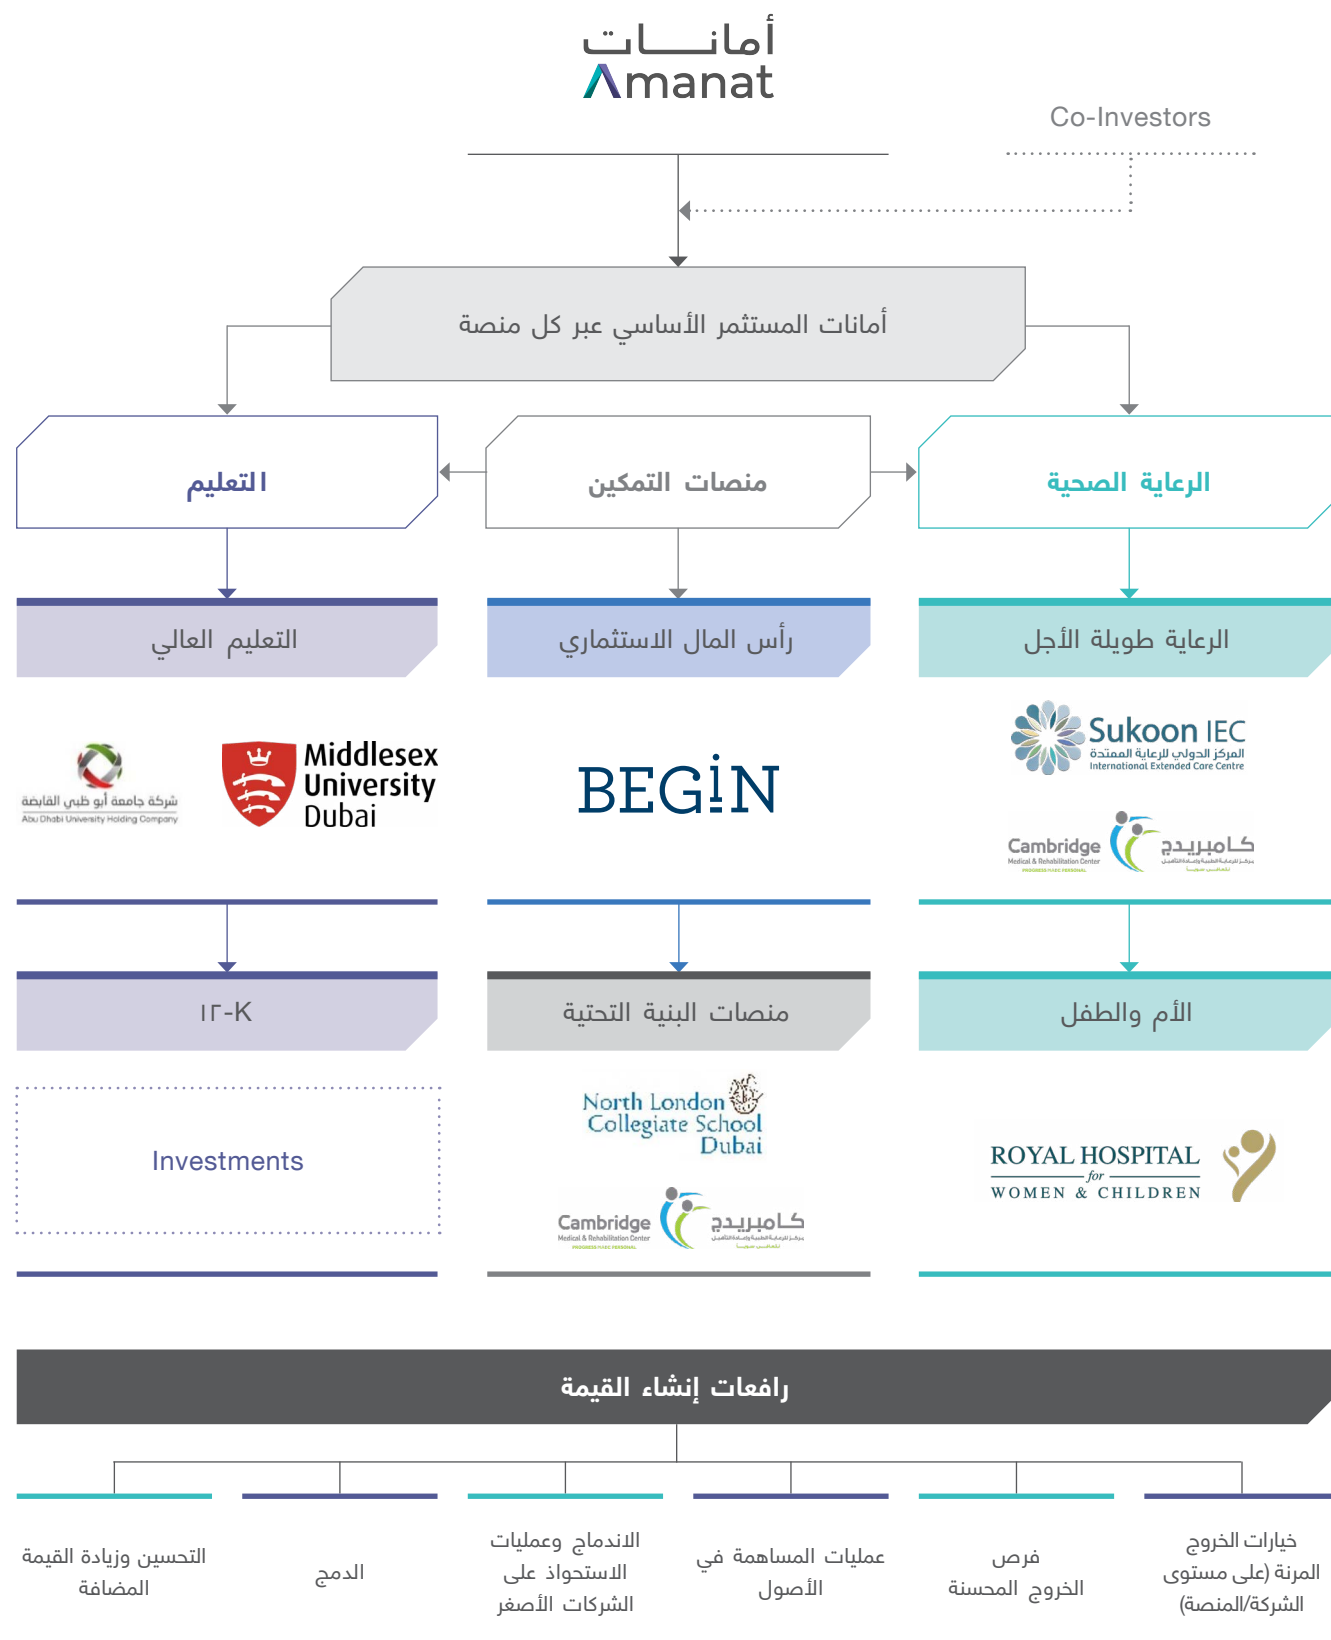 أمانات
Amanat
Co-Investors
أمانات المستثمر الأساسي عبر كل منصة
الرعاية الصحية
منصات التمكين
التعليم
الرعاية طويلة الأجل
رأس المال الاستثماري
التعليم العالي
Sukoon IEC
المركز الدولي للرعاية الممتدة
International Extended Care Centre
Cambridge
Medical & Rehabilitation Center
كامبريدج
BEGiN
Middlesex
University
Dubai
شركة جامعة أبو ظبي القابضة
Abu Dhabi University Holding Company
الأم والطفل
منصات البنية التحتية
K-١٢
ROYAL HOSPITAL
for
WOMEN & CHILDREN
North London
Collegiate School
Dubai
Cambridge
Medical & Rehabilitation Center
كامبريدج
Investments
رافعات إنشاء القيمة
خيارات الخروج
المرنة (على مستوى
الشركة/المنصة)
فرص
الخروج المحسنة
عمليات المساهمة في
الأصول
الاندماج وعمليات
الاستحواذ على
الشركات الأصغر
الدمج
التحسين وزيادة القيمة
المضافة